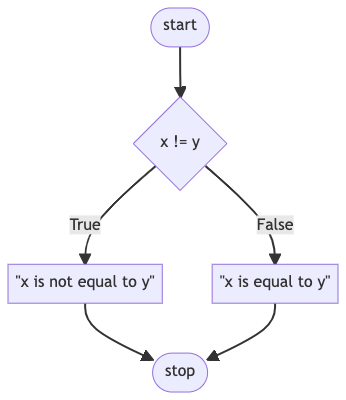 start
x != y
True
False
"x is not equal to y"
"x is equal to y"
stop